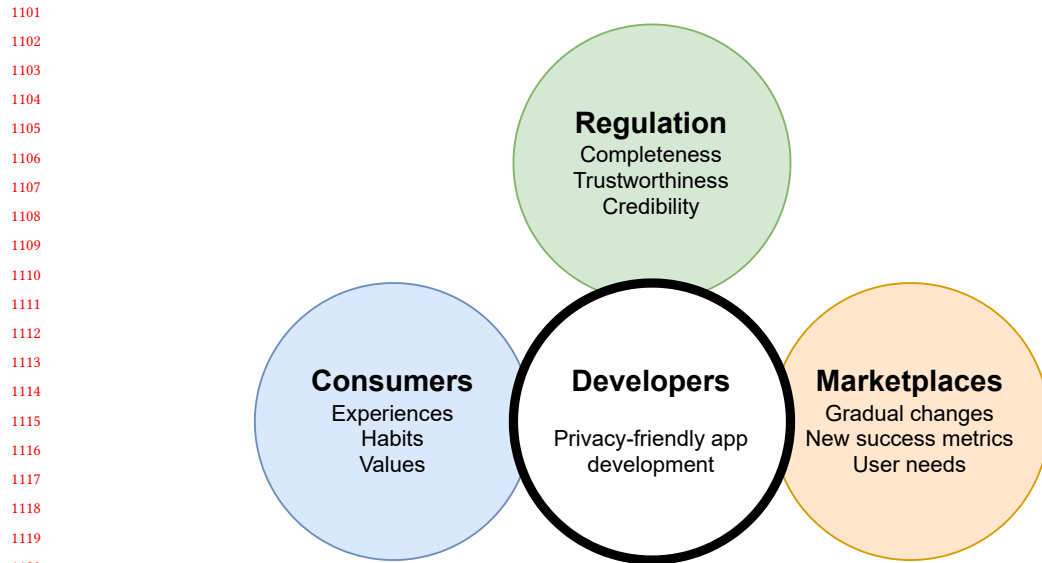 1101
1102
1103
1104
1105
1106
1107
1108
1109
1110
1111
1112
1113
1114
1115
1116
1117
1118
1119
Regulation
Completeness
Trustworthiness
Credibility
Consumers
Experiences
Habits
Values
Developers
Privacy-friendly app
development
Marketplaces
Gradual changes
New success metrics
User needs